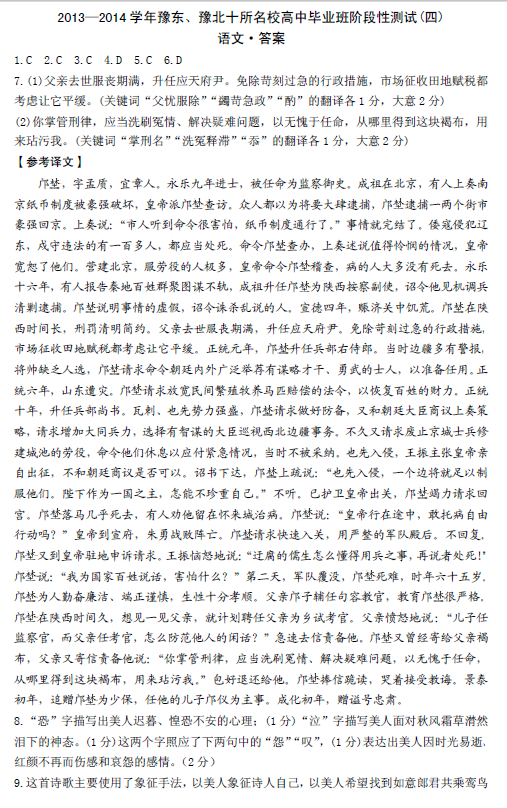 2013—2014学年豫东、豫北十所名校高中毕业班阶段性测试(四)
语文·答案
1.C 2.C 3.C 4.D 5.C 6.D
7.(1)父亲去世服丧期满，升任应天府尹。免除苛刻过急的行政措施，市场征收田地赋税都
考虑让它平缓。(关键词“父忧服除”“蠲苛急政”“酌”的翻译各1分，大意2分)
(2)你掌管刑律，应当洗刷冤情、解决疑难问题，以无愧于任命，从哪里得到这块褐布，用
来玷污我。(关键词“掌刑名”“洗冤释滞”“忝”的翻译各1分，大意2分)
【参考译文】
邝埜，字孟质，宜章人。永乐九年进士，被任命为监察御史。成祖在北京，有人上奏南
京纸币制度被豪强破坏，皇帝派邝埜查访。众人都以为将要大肆逮捕，邝埜逮捕一两个街市
豪强回京。上奏说：“市人听到命令很害怕，纸币制度通行了。”事情就完结了。倭寇侵犯辽
东，戍守违法的有一百多人，都应当处死。命令邝埜查办，上奏述说值得怜悯的情况，皇帝
宽恕了他们。营建北京，服劳役的人极多，皇帝命令邝埜稽查，病的人大多没有死去。永乐
十六年，有人报告秦地百姓群聚图谋不轨，成祖升任邝埜为陕西按察副使，诏令他见机调兵
清剿逮捕。邝埜说明事情的虚假，诏令诛杀乱说的人。宣德四年，赈济关中饥荒。邝埜在陕
西时间长，刑罚清明简约。父亲去世服丧期满，升任应天府尹。免除苛刻过急的行政措施，
市场征收田地赋税都考虑让它平缓。正统元年，邝埜升任兵部右侍郎。当时边疆多有警报，
将帅缺乏人选，邝埜请求命令朝廷内外广泛举荐有谋略才干、勇武的士人，以准备任用。正
统六年，山东遭灾。邝埜请求放宽民间繁殖牧养马匹赔偿的法令，以恢复百姓的财力。正统
十年，升任兵部尚书。瓦剌、也先势力强盛，邝埜请求做好防备，又和朝廷大臣商议上奏策
略，请求增加大同兵力，选择有智谋的大臣巡视西北边疆事务。不久又请求废止京城士兵修
建城池的劳役，命令他们休息以应付紧急情况，当时不被采纳。也先入侵，王振主张皇帝亲
自出征，不和朝廷商议是否可以。诏书下达，邝埜上疏说：“也先入侵，一个边将就足以制
服他们。陛下作为一国之主，怎能不珍重自己。”不听。已护卫皇帝出关，邝埜竭力请求回
宫。邝埜落马几乎死去，有人劝他留在怀来城治病。邝埜说：“皇帝行在途中，敢托病自由
行动吗？”皇帝到宣府，朱勇战败阵亡。邝埜请求快速入关，用严整的军队殿后。不回复。
邝埜又到皇帝驻地申诉请求。王振恼怒地说：“迂腐的儒生怎么懂得用兵之事，再说者处死！”
邝埜说：“我为国家百姓说话，害怕什么？”第二天，军队覆没，邝埜死难，时年六十五岁。
邝埜为人勤奋廉洁、端正谨慎，生性十分孝顺。父亲邝子辅任句容教官，教育邝埜很严格。
邝埜在陕西时间久，想见一见父亲，就计划聘任父亲为乡试考官。父亲愤怒地说：“儿子任
监察官，而父亲任考官，怎么防范他人的闲话？”急速去信责备他。邝埜又曾经寄给父亲褐
布，父亲又寄信责备他说：“你掌管刑律，应当洗刷冤情、解决疑难问题，以无愧于任命，
从哪里得到这块褐布，用来玷污我。”包好退还给他。邝埜捧信跪读，哭着接受教诲。景泰
初年，追赠邝埜为少保，任他的儿子邝仪为主事。成化初年，赠谥号忠肃。
8.“恐”字描写出美人迟暮、惶恐不安的心理；(1分)“泣”字描写美人面对秋风霜草潸然
泪下的神态。(1分)这两个字照应了下两句中的“怨”“叹”，(1分)表达出美人因时光易逝、
红颜不再而伤感和哀怨的感情。(2分)
9.这首诗歌主要使用了象征手法，以美人象征诗人自己，以美人希望找到如意郎君共乘鸾鸟